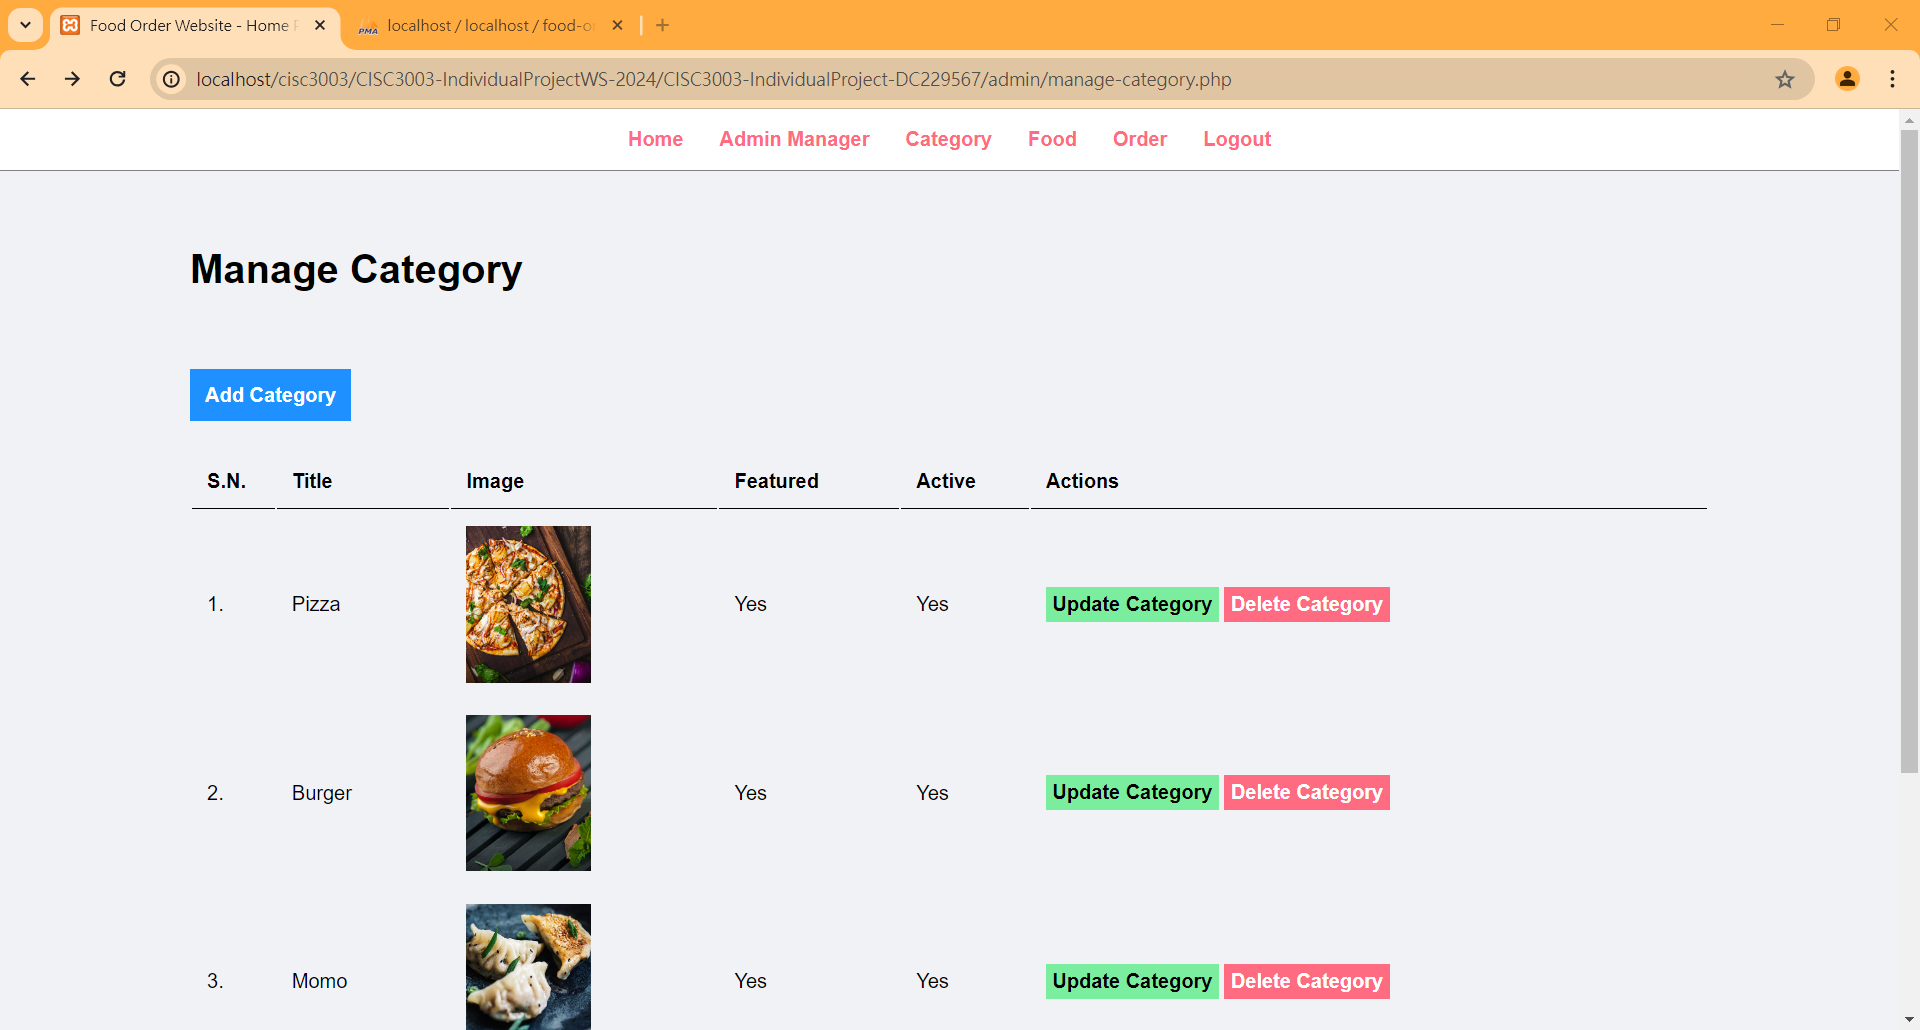 Food Order Website - Home
localhost / localhost / food-o
localhost/cisc3003/CISC3003-IndividualProjectWS-2024/CISC3003-IndividualProject-DC229567/admin/manage-category.php
Home Admin Manager Category Food Order Logout
Manage Category
Add Category
S.N. Title Image Featured Active Actions
1. Pizza Yes Yes Update Category Delete Category
2. Burger Yes Yes Update Category Delete Category
3. Momo Yes Yes Update Category Delete Category